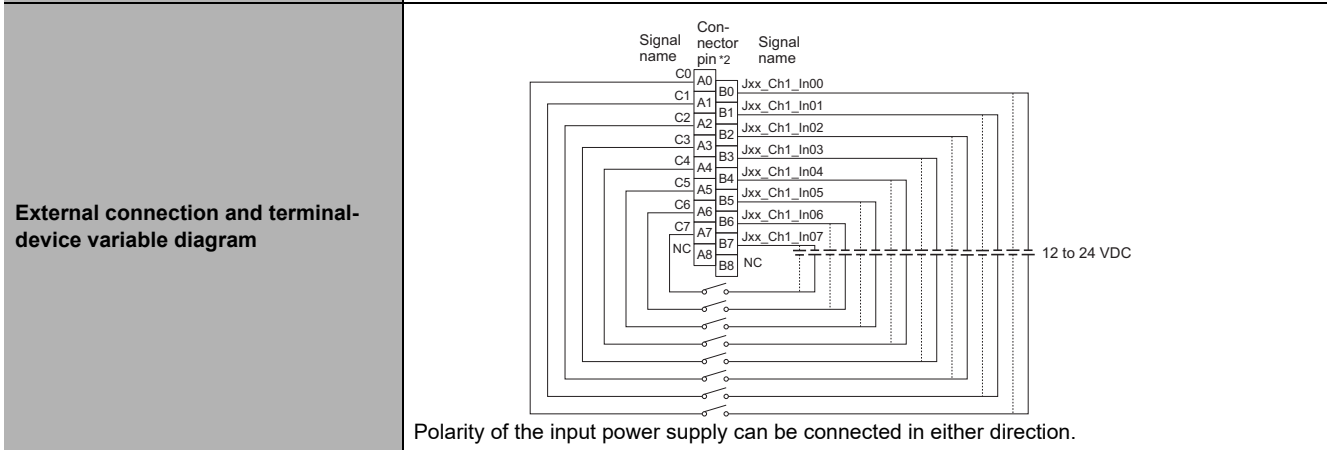 External connection and terminal-
device variable diagram
Signal
name
Con-
nector
pin *2
Signal
name
C0 A0
B0 Jxx_Ch1_In00
C1 A1
B1 Jxx_Ch1_In01
C2 A2
B2 Jxx_Ch1_In02
C3 A3
B3 Jxx_Ch1_In03
C4 A4
B4 Jxx_Ch1_In04
C5 A5
B5 Jxx_Ch1_In05
C6 A6
B6 Jxx_Ch1_In06
C7 A7
B7 Jxx_Ch1_In07
NC A8
B8 NC
12 to 24 VDC
Polarity of the input power supply can be connected in either direction.